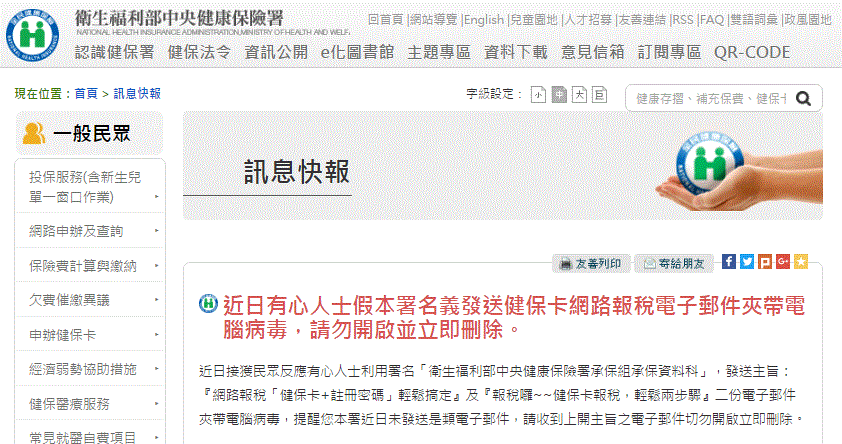 衛生福利部中央健康保險署
NATIONAL HEALTH INSURANCE ADMINISTRATION,MINISTRY OF HEALTH AND WELF
回首頁 |網站導覽 |English |兒童園地 |人才招募 |友善連結 |RSS |FAQ |雙語詞彙 |政風園地
認識健保署 健保法令 資訊公開 e化圖書館 主題專區 資料下載 意見信箱 訂閱專區 QR-CODE
現在位置：首頁 > 訊息快報
字級設定： 小 中 大 巨
健康存摺、補充保費、健保卡
一般民眾
投保服務(含新生兒
單一窗口作業)
網路申辦及查詢
保險費計算與繳納
欠費催繳異議
申辦健保卡
經濟弱勢協助措施
健保醫療服務
常見就醫自費項目
訊息快報
友善列印 寄給朋友
近日有心人士假本署名義發送健保卡網路報稅電子郵件夾帶電
腦病毒，請勿開啟並立即刪除。
近日接獲民眾反應有心人士利用署名「衛生福利部中央健康保險署承保組承保資料科」，發送主旨：
『網路報稅「健保卡+註冊密碼」輕鬆搞定』及『報稅囉~~健保卡報稅，輕鬆兩步驟』二份電子郵件
夾帶電腦病毒，提醒您本署近日未發送是類電子郵件，請收到上開主旨之電子郵件切勿開啟立即刪除。